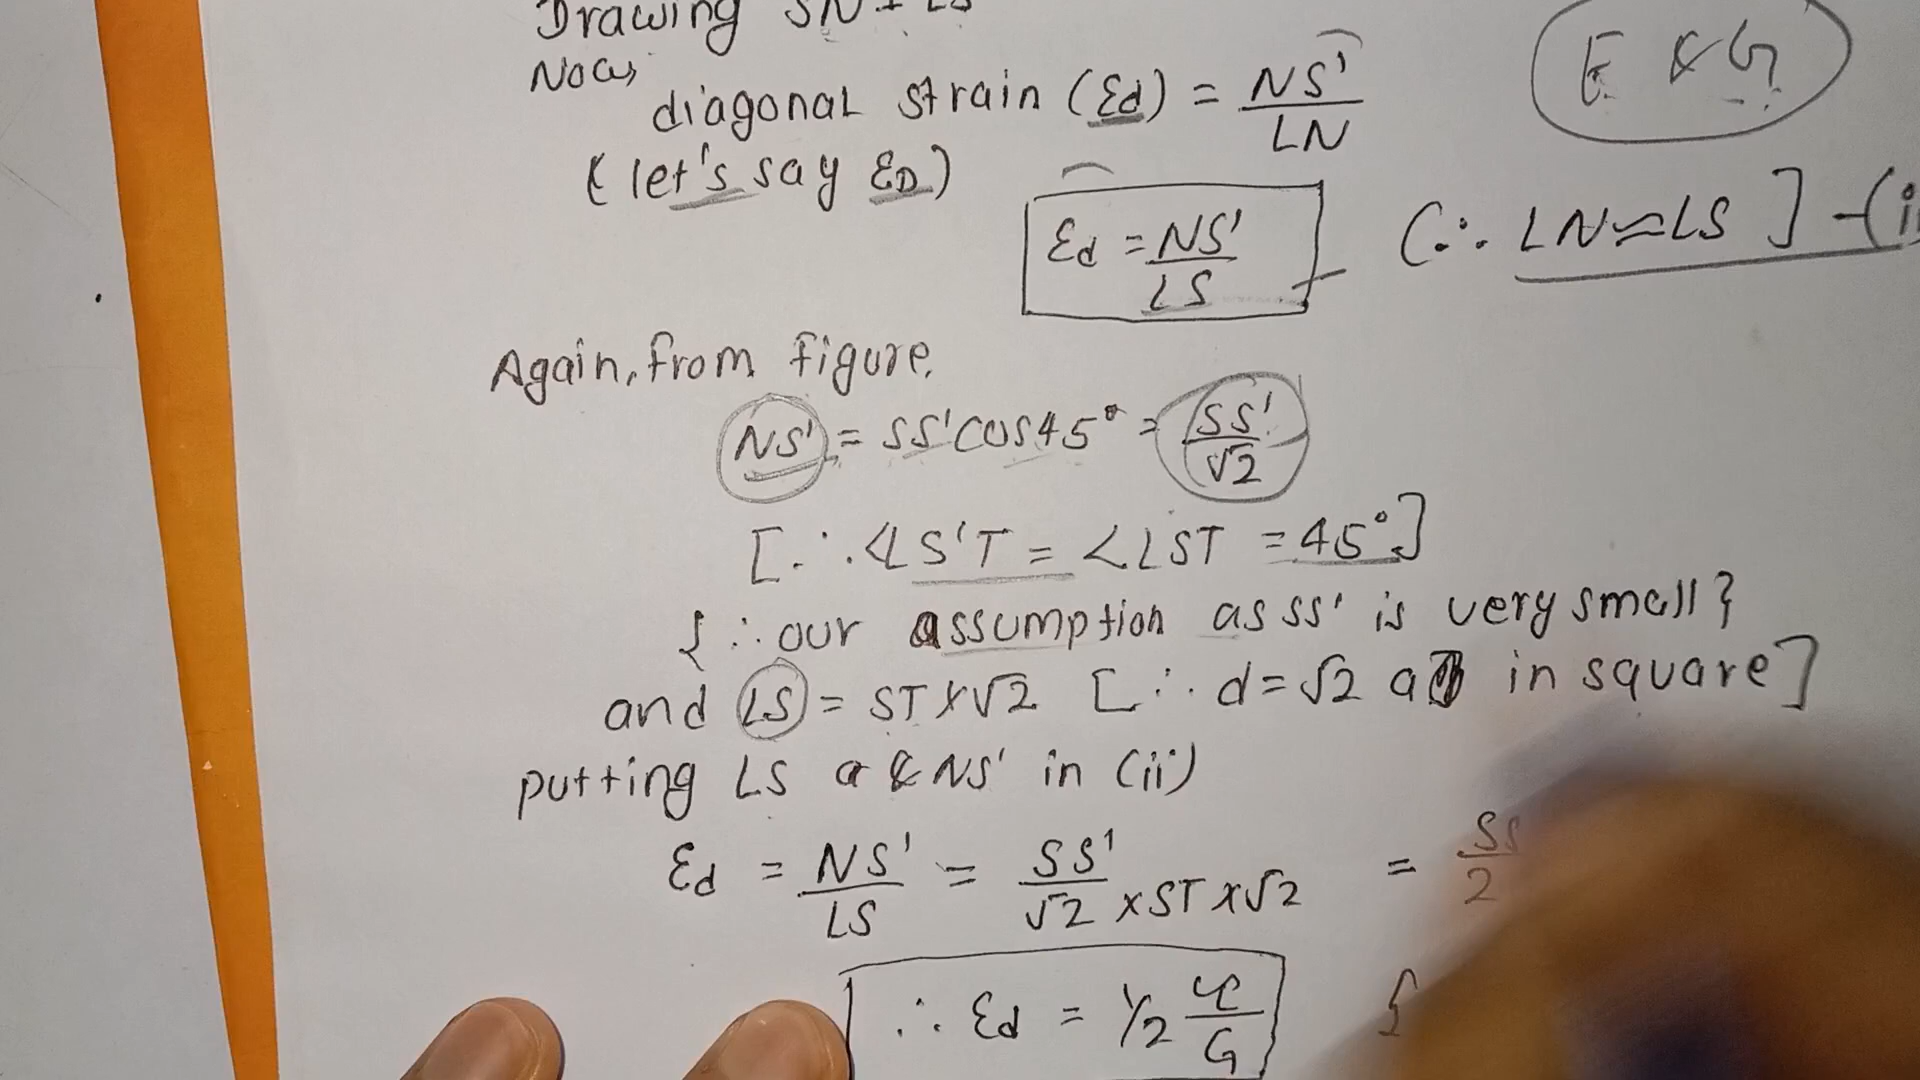 Drawing SN ⊥ LS
Now,
diagonal strain (εd) = NS'/LN
(let's say εD)
E & G
εd = NS'/LS [∵ LN ≈ LS] -(i
Again, from figure,
NS' = SS' cos45° = SS'/√2
[∵ ∠LS'T = ∠LST = 45°]
{∵ our assumption as SS' is very small}
and LS = ST×√2 [∵ d = √2 a in square]
putting LS & NS' in (ii)
εd = NS'/LS = SS'/√2 × ST × √2 = SS/2
∴ εd = 1/2 τ/G {